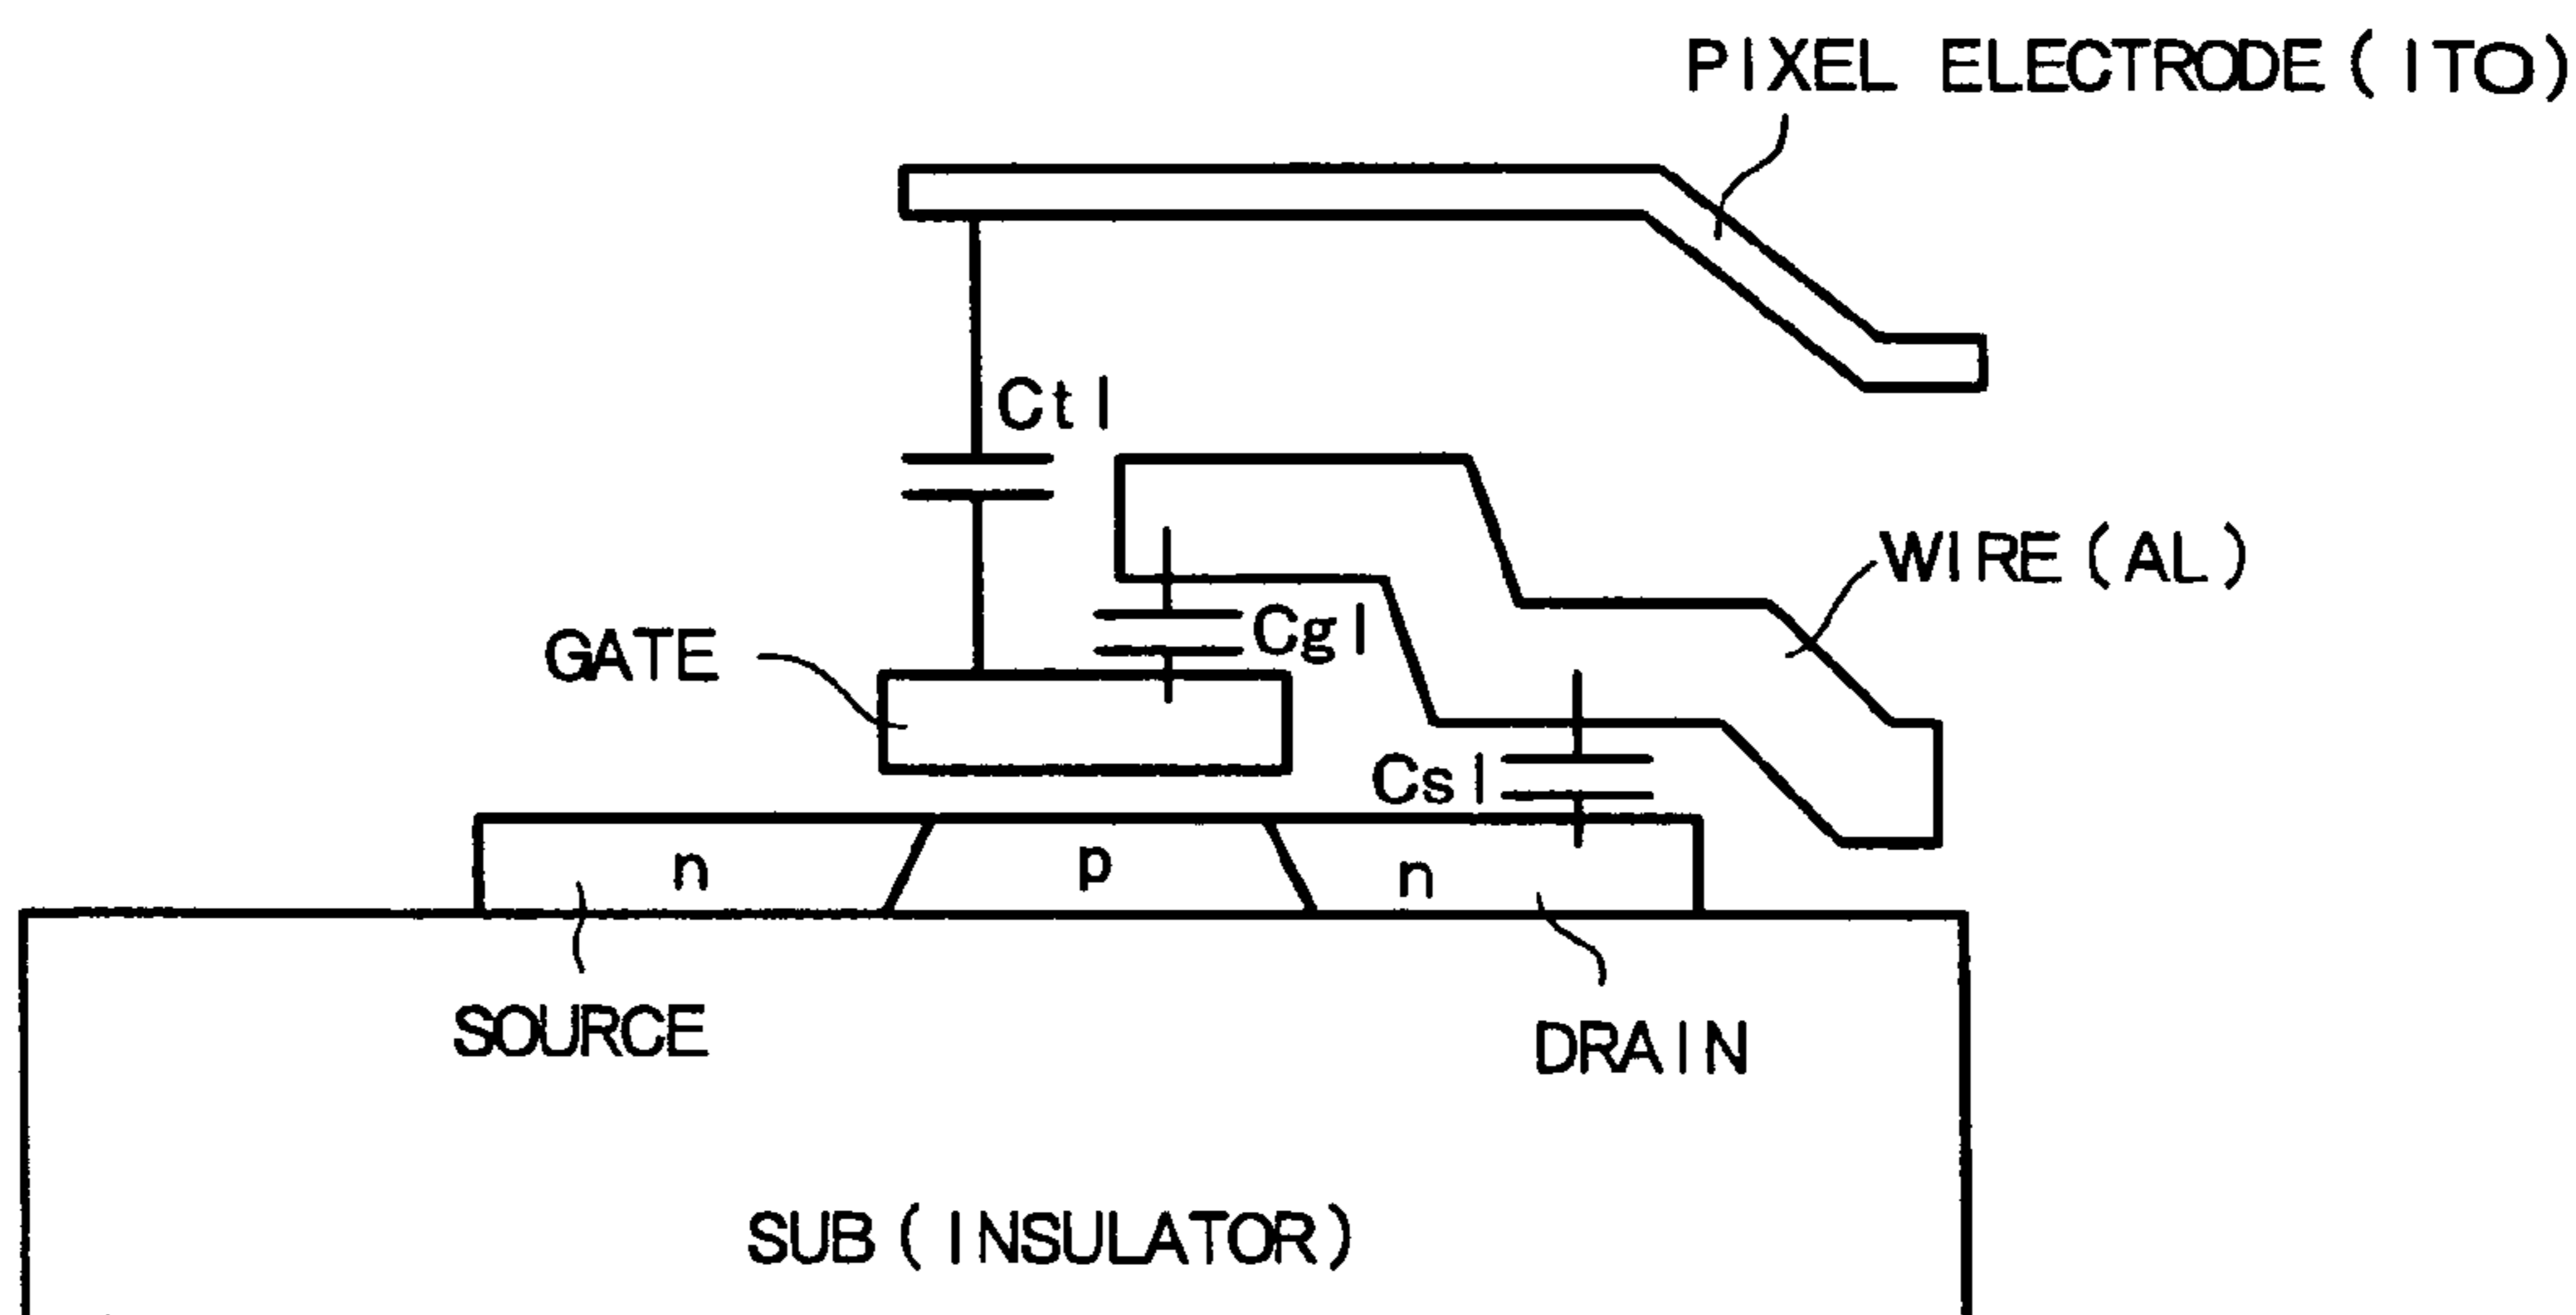 PIXEL ELECTRODE(ITO)
Ctl
WIRE(AL)
Cgl
GATE
Csl
n
p
n
SOURCE
DRAIN
SUB(INSULATOR)